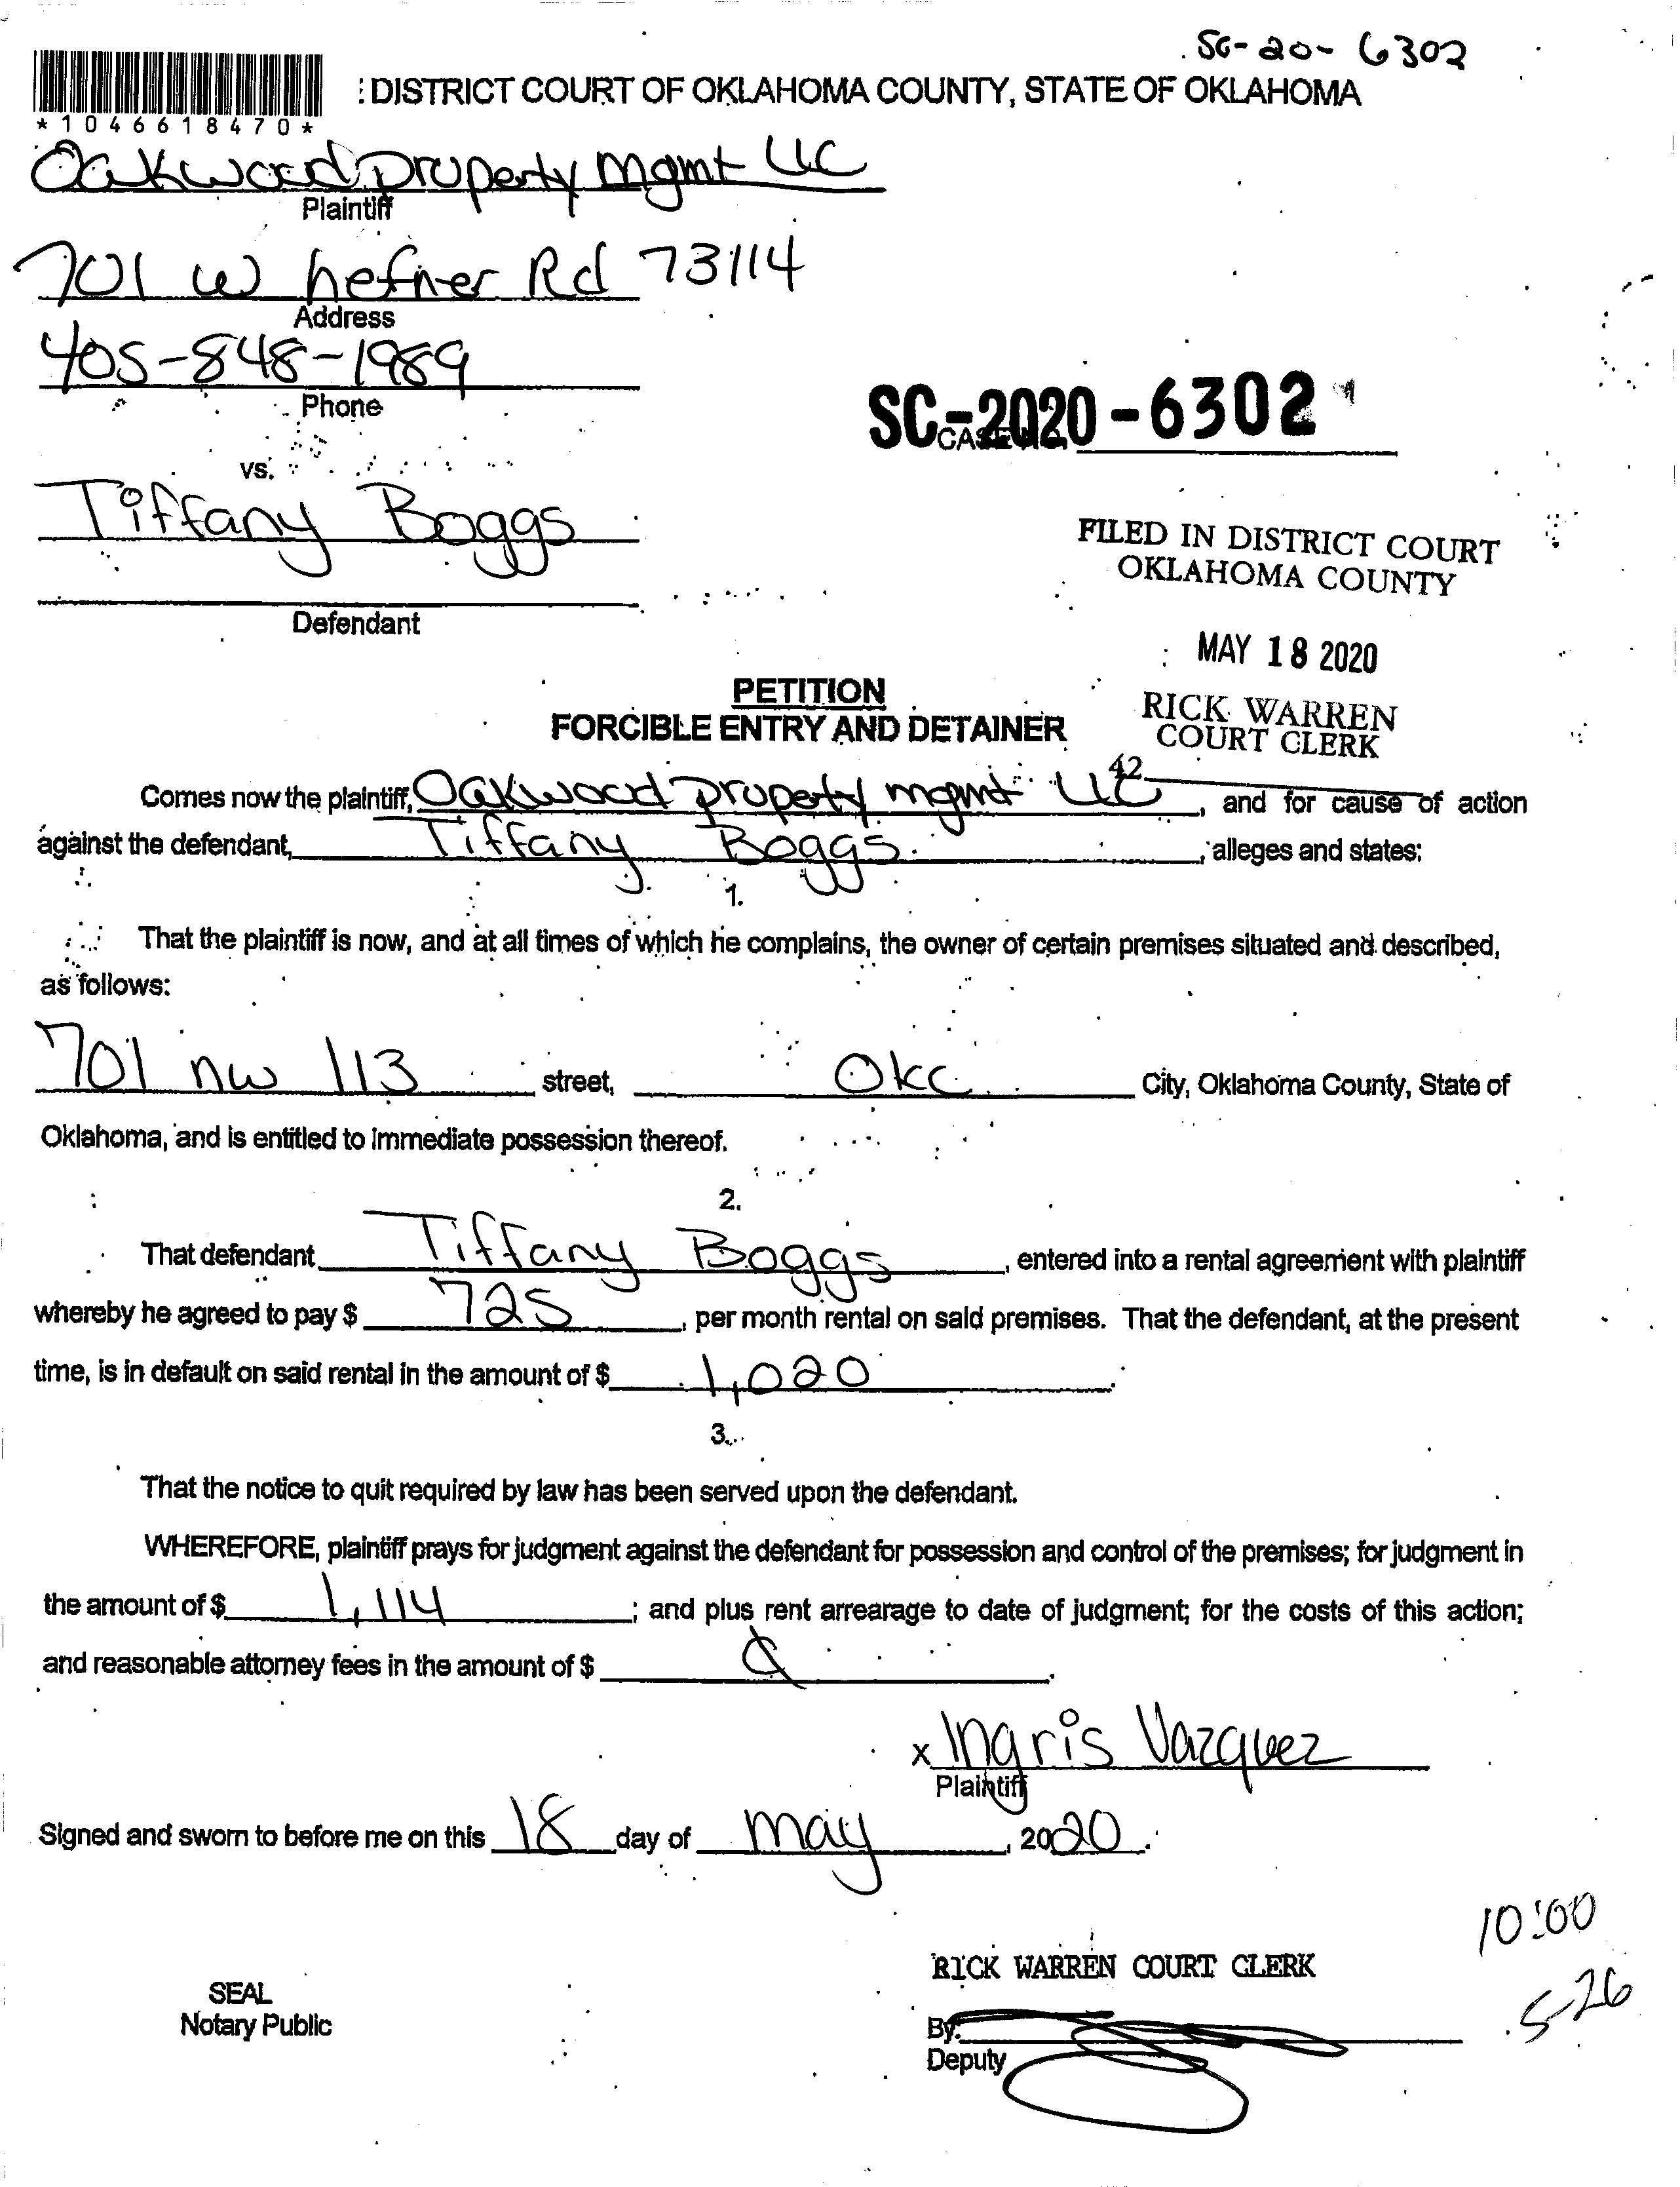 SC-20-6302
: DISTRICT COURT OF OKLAHOMA COUNTY, STATE OF OKLAHOMA
*1046618470*
Oakwood property mgmt LLC
Plaintiff
701 W hefner Rd 73114
Address
405-848-1989
Phone
SC-2020-6302
CASE NO.
vs.
Tiffany Boggs
FILED IN DISTRICT COURT
OKLAHOMA COUNTY
Defendant
MAY 18 2020
PETITION
RICK WARREN
FORCIBLE ENTRY AND DETAINER
COURT CLERK
42
Comes now the plaintiff, Oakwood property mgmt LLC, and for cause of action
against the defendant, Tiffany Boggs, alleges and states:
1.
That the plaintiff is now, and at all times of which he complains, the owner of certain premises situated and described,
as follows:
701 nw 113 street, OKC City, Oklahoma County, State of
Oklahoma, and is entitled to immediate possession thereof.
2.
That defendant Tiffany Boggs, entered into a rental agreement with plaintiff
whereby he agreed to pay $ 725, per month rental on said premises. That the defendant, at the present
time, is in default on said rental in the amount of $ 1,020.
3.
That the notice to quit required by law has been served upon the defendant.
WHEREFORE, plaintiff prays for judgment against the defendant for possession and control of the premises; for judgment in
the amount of $ 1,114; and plus rent arrearage to date of judgment; for the costs of this action;
and reasonable attorney fees in the amount of $
x Ingris Vazquez
Plaintiff
Signed and sworn to before me on this 18 day of may, 2020.
10:00
RICK WARREN COURT CLERK
5-26
SEAL
Notary Public
By:
Deputy